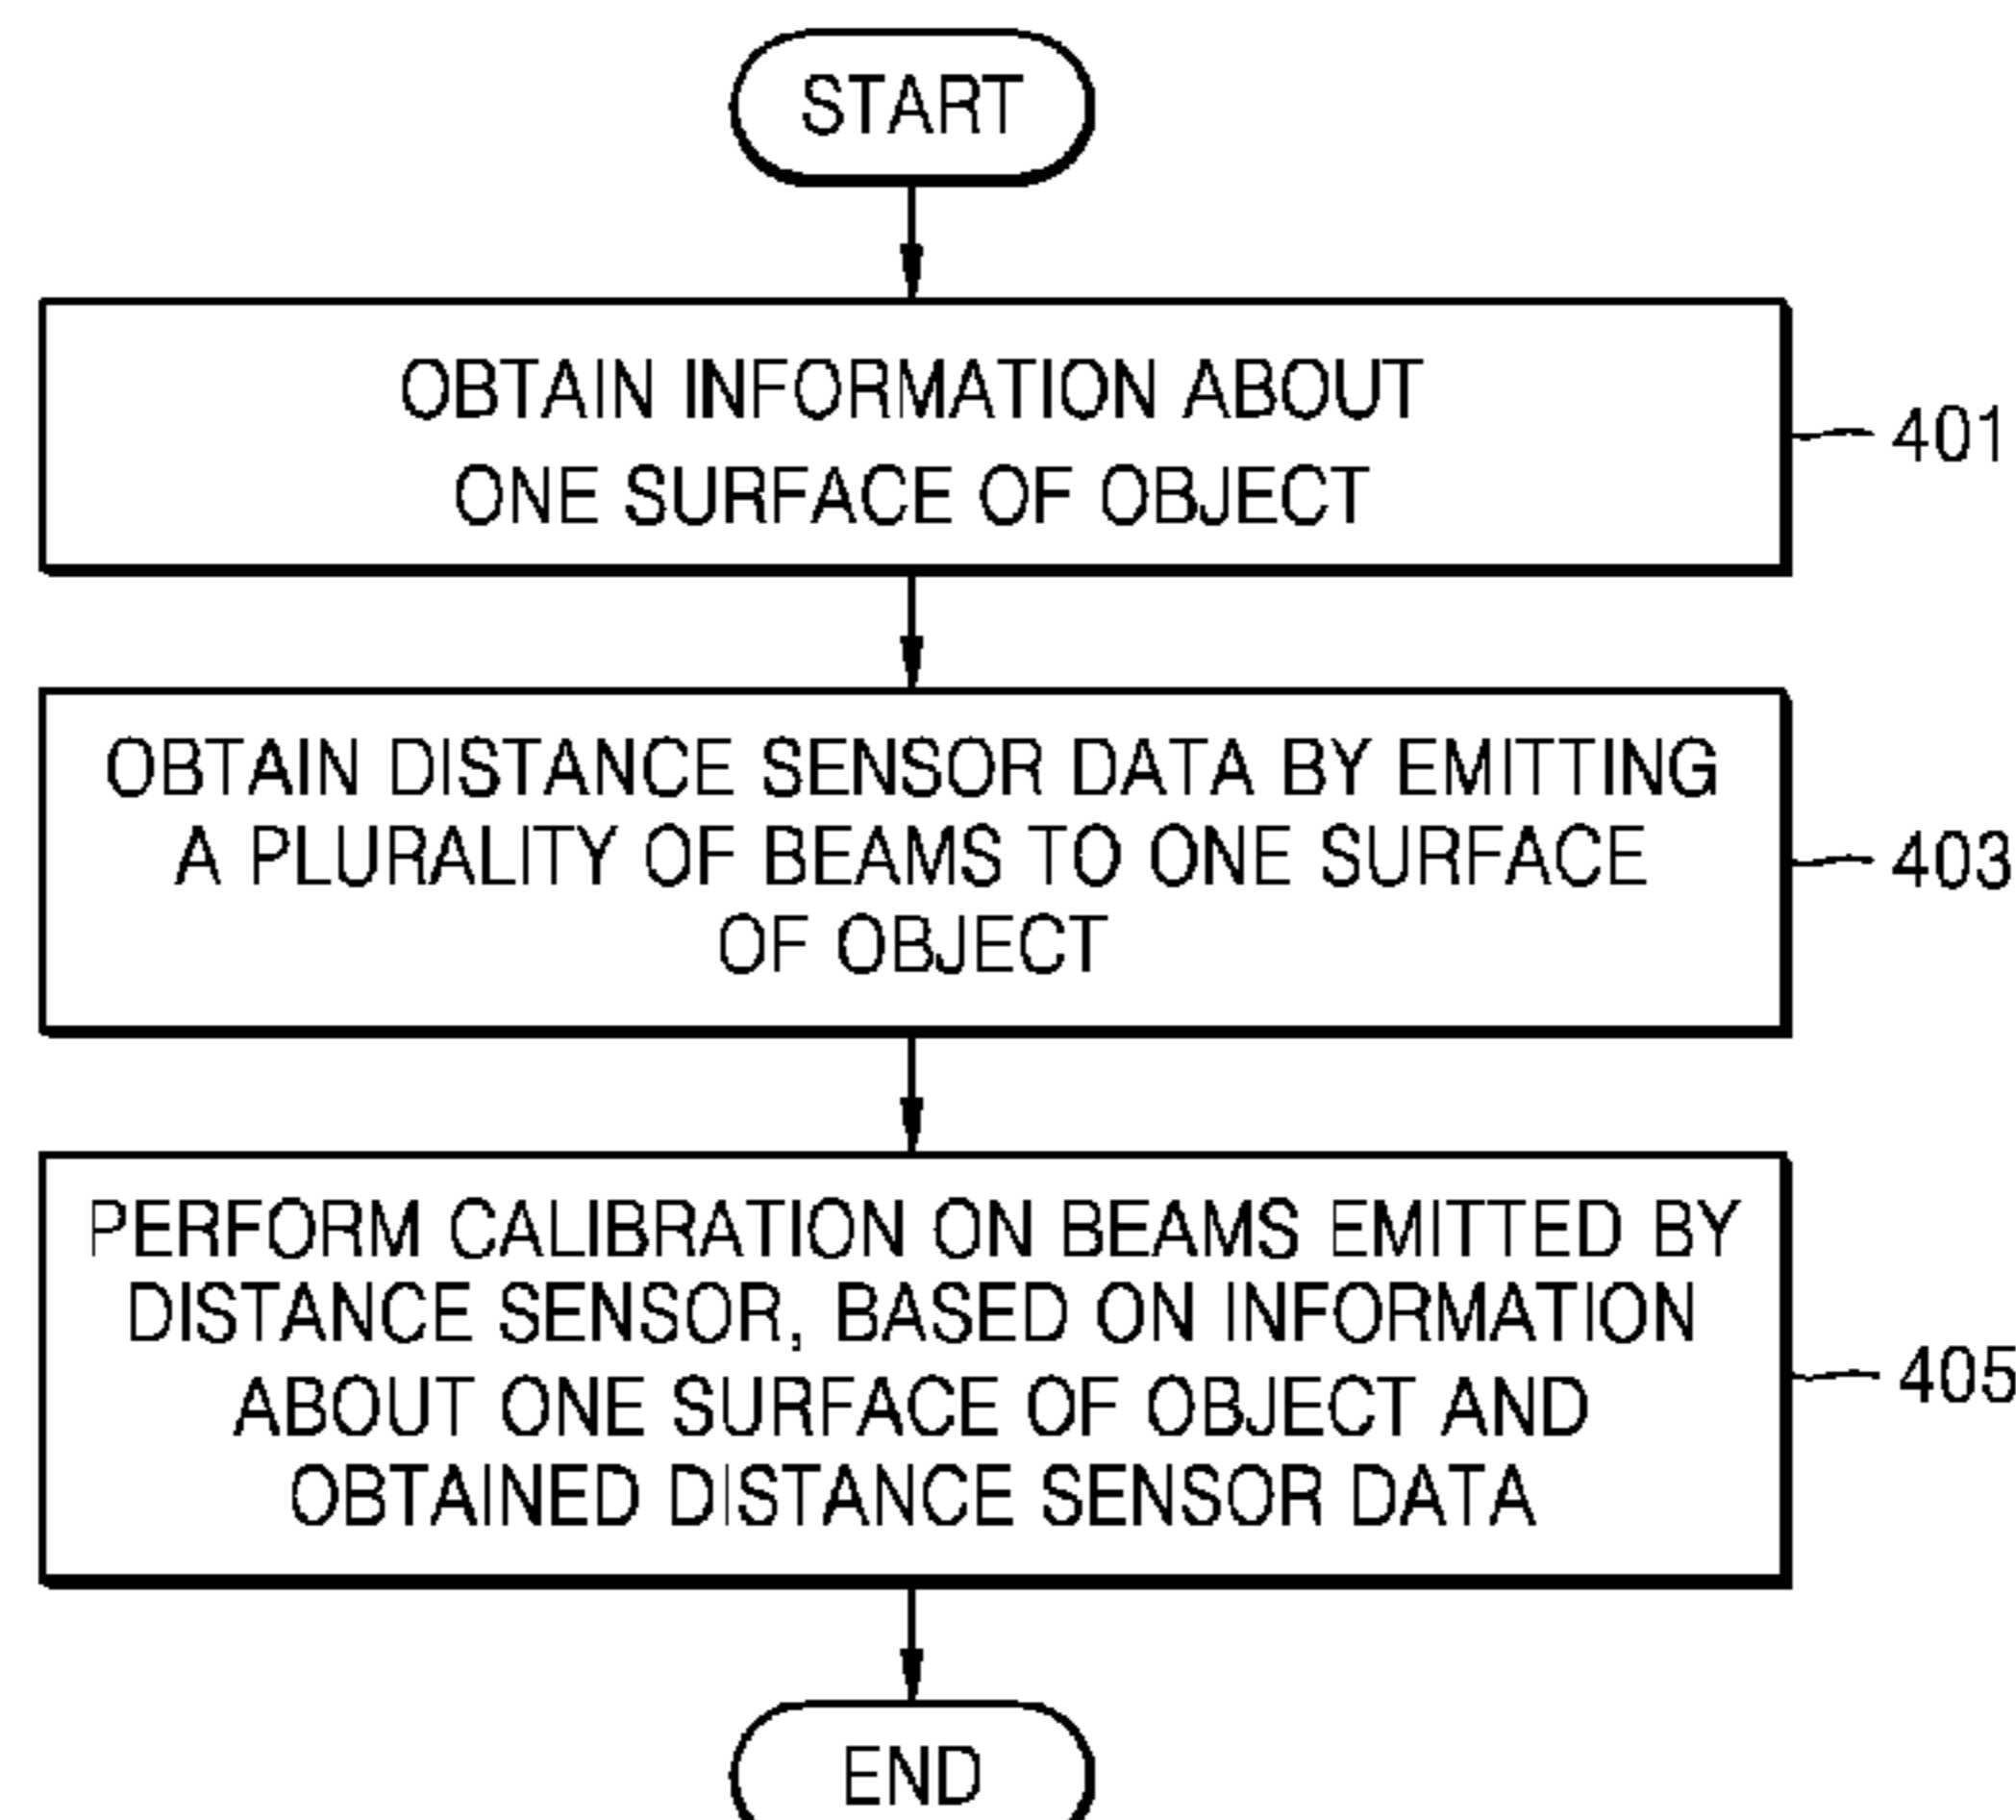 START
OBTAIN INFORMATION ABOUT
ONE SURFACE OF OBJECT
401
OBTAIN DISTANCE SENSOR DATA BY EMITTING
A PLURALITY OF BEAMS TO ONE SURFACE
OF OBJECT
403
PERFORM CALIBRATION ON BEAMS EMITTED BY
DISTANCE SENSOR, BASED ON INFORMATION
ABOUT ONE SURFACE OF OBJECT AND
OBTAINED DISTANCE SENSOR DATA
405
END